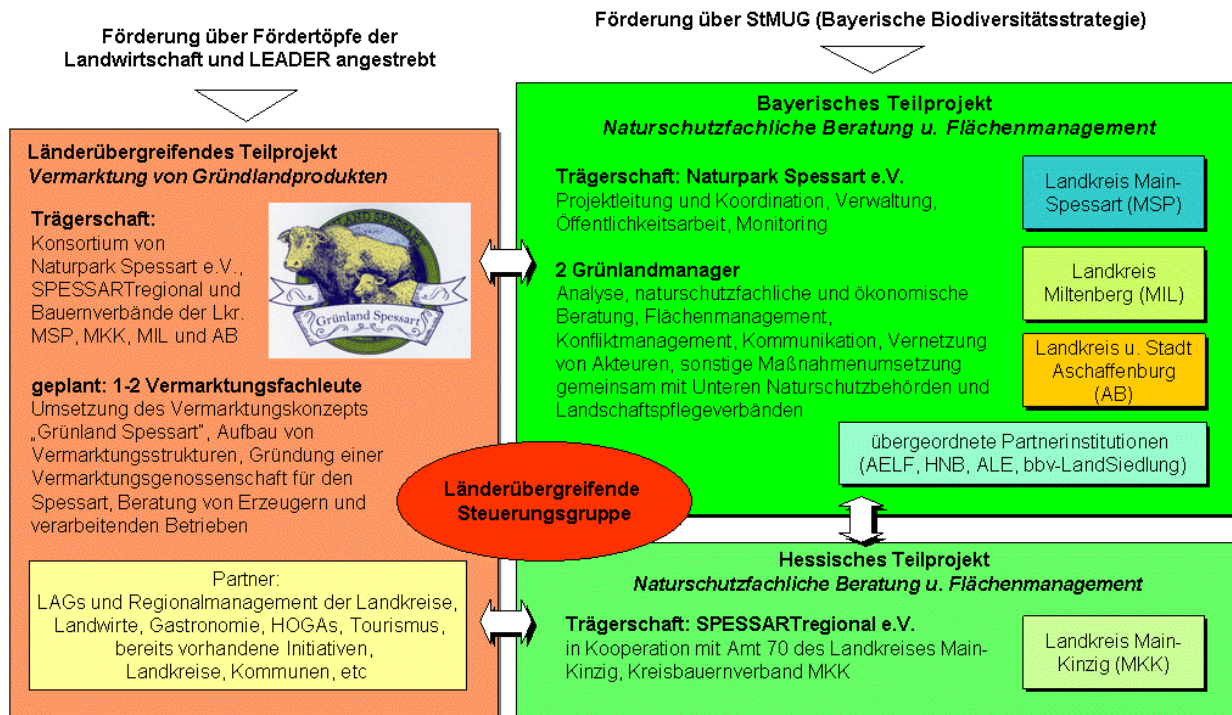 Förderung über Fördertöpfe der
Landwirtschaft und LEADER angestrebt
Förderung über StMUG (Bayerische Biodiversitätsstrategie)
Länderübergreifendes Teilprojekt
Vermarktung von Gründlandprodukten
Trägerschaft:
Konsortium von
Naturpark Spessart e.V.,
SPESSARTregional und
Bauernverbände der Lkr.
MSP, MKK, MIL und AB
Grünland Spessart
geplant: 1-2 Vermarktungsfachleute
Umsetzung des Vermarktungskonzepts
„Grünland Spessart", Aufbau von
Vermarktungsstrukturen, Gründung einer
Vermarktungsgenossenschaft für den
Spessart, Beratung von Erzeugern und
verarbeitenden Betrieben
Partner:
LAGs und Regionalmanagement der Landkreise,
Landwirte, Gastronomie, HOGAs, Tourismus,
bereits vorhandene Initiativen,
Landkreise, Kommunen, etc
Länderübergreifende
Steuerungsgruppe
Bayerisches Teilprojekt
Naturschutzfachliche Beratung u. Flächenmanagement
Trägerschaft: Naturpark Spessart e.V.
Projektleitung und Koordination, Verwaltung,
Öffentlichkeitsarbeit, Monitoring
2 Grünlandmanager
Analyse, naturschutzfachliche und ökonomische
Beratung, Flächenmanagement,
Konfliktmanagement, Kommunikation, Vernetzung
von Akteuren, sonstige Maßnahmenumsetzung
gemeinsam mit Unteren Naturschutzbehörden und
Landschaftspflegeverbänden
Landkreis Main-
Spessart (MSP)
Landkreis
Miltenberg (MIL)
Landkreis u. Stadt
Aschaffenburg
(AB)
übergeordnete Partnerinstitutionen
(AELF, HNB, ALE, bbv-LandSiedlung)
Hessisches Teilprojekt
Naturschutzfachliche Beratung u. Flächenmanagement
Trägerschaft: SPESSARTregional e.V.
in Kooperation mit Amt 70 des Landkreises Main-
Kinzig, Kreisbauernverband MKK
Landkreis Main-
Kinzig (MKK)